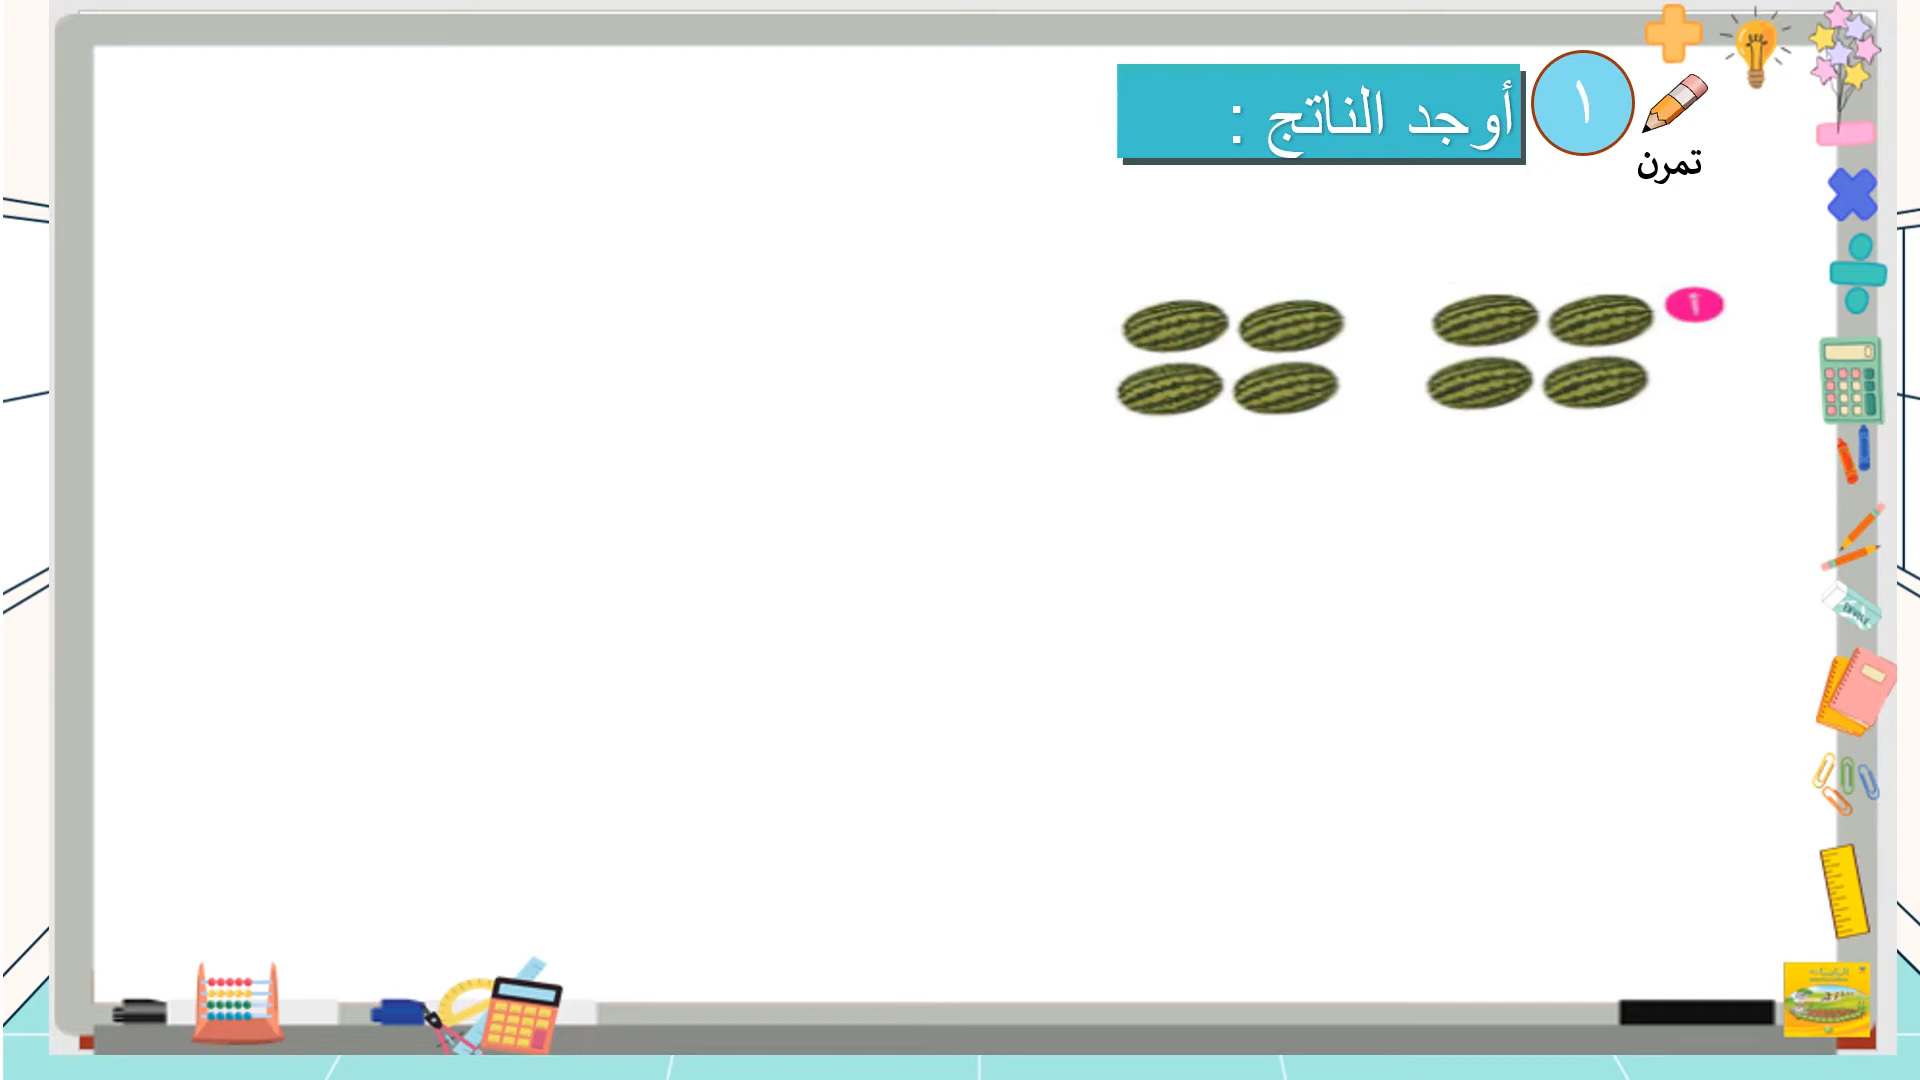 ١ أوجد الناتج :
تمرن
أ